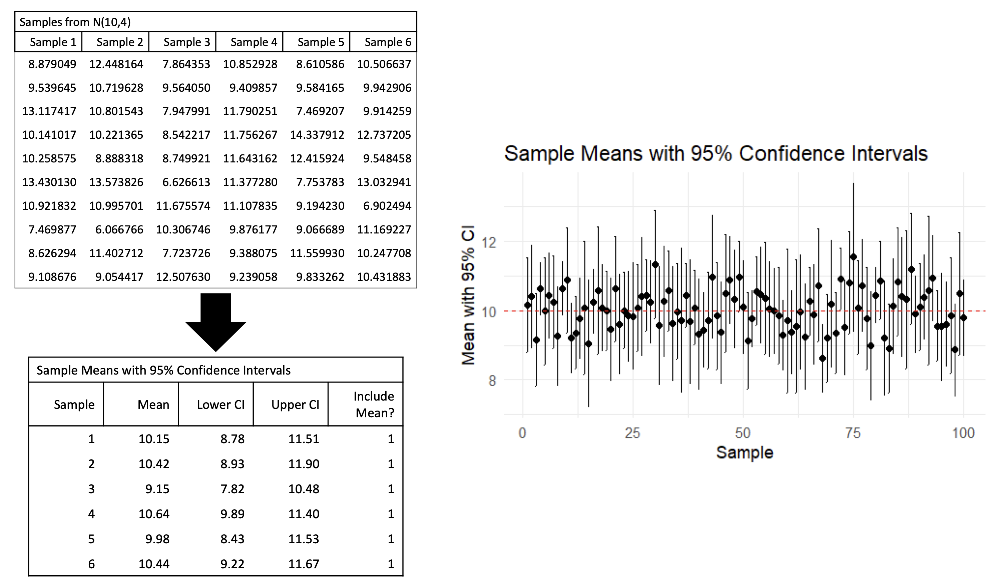 Samples from N(10,4)
Sample 1 Sample 2 Sample 3 Sample 4 Sample 5 Sample 6
8.879049 12.448164 7.864353 10.852928 8.610586 10.506637
9.539645 10.719628 9.564050 9.409857 9.584165 9.942906
13.117417 10.801543 7.947991 11.790251 7.469207 9.914259
10.141017 10.221365 8.542217 11.756267 14.337912 12.737205
10.258575 8.888318 8.749921 11.643162 12.415924 9.548458
13.430130 13.573826 6.626613 11.377280 7.753783 13.032941
10.921832 10.995701 11.675574 11.107835 9.194230 6.902494
7.469877 6.066766 10.306746 9.876177 9.066689 11.169227
8.626294 11.402712 7.723726 9.388075 11.559930 10.247708
9.108676 9.054417 12.507630 9.239058 9.833262 10.431883
Sample Means with 95% Confidence Intervals
Sample Mean Lower CI Upper CI Include
Mean?
1 10.15 8.78 11.51 1
2 10.42 8.93 11.90 1
3 9.15 7.82 10.48 1
4 10.64 9.89 11.40 1
5 9.98 8.43 11.53 1
6 10.44 9.22 11.67 1
Sample Means with 95% Confidence Intervals
Mean with 95% CI
12
10
8
0 25 50 75 100
Sample